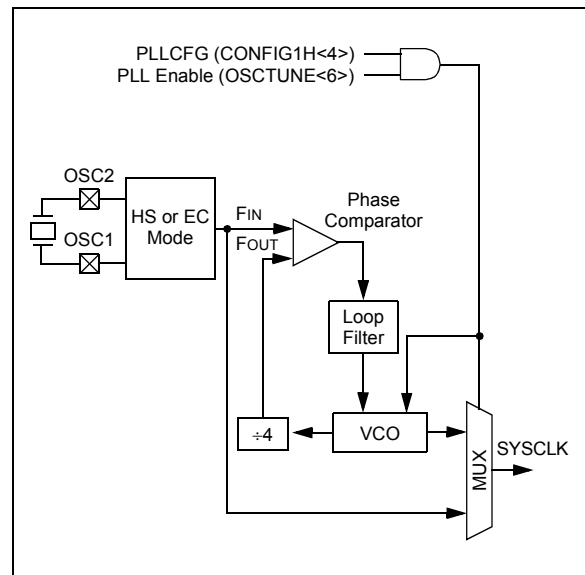 PLLCFG (CONFIG1H<4>)
PLL Enable (OSCTUNE<6>)
OSC2
OSC1
HS or EC
Mode
FIN
FOUT
Phase
Comparator
Loop
Filter
÷4
VCO
MUX
SYSCLK